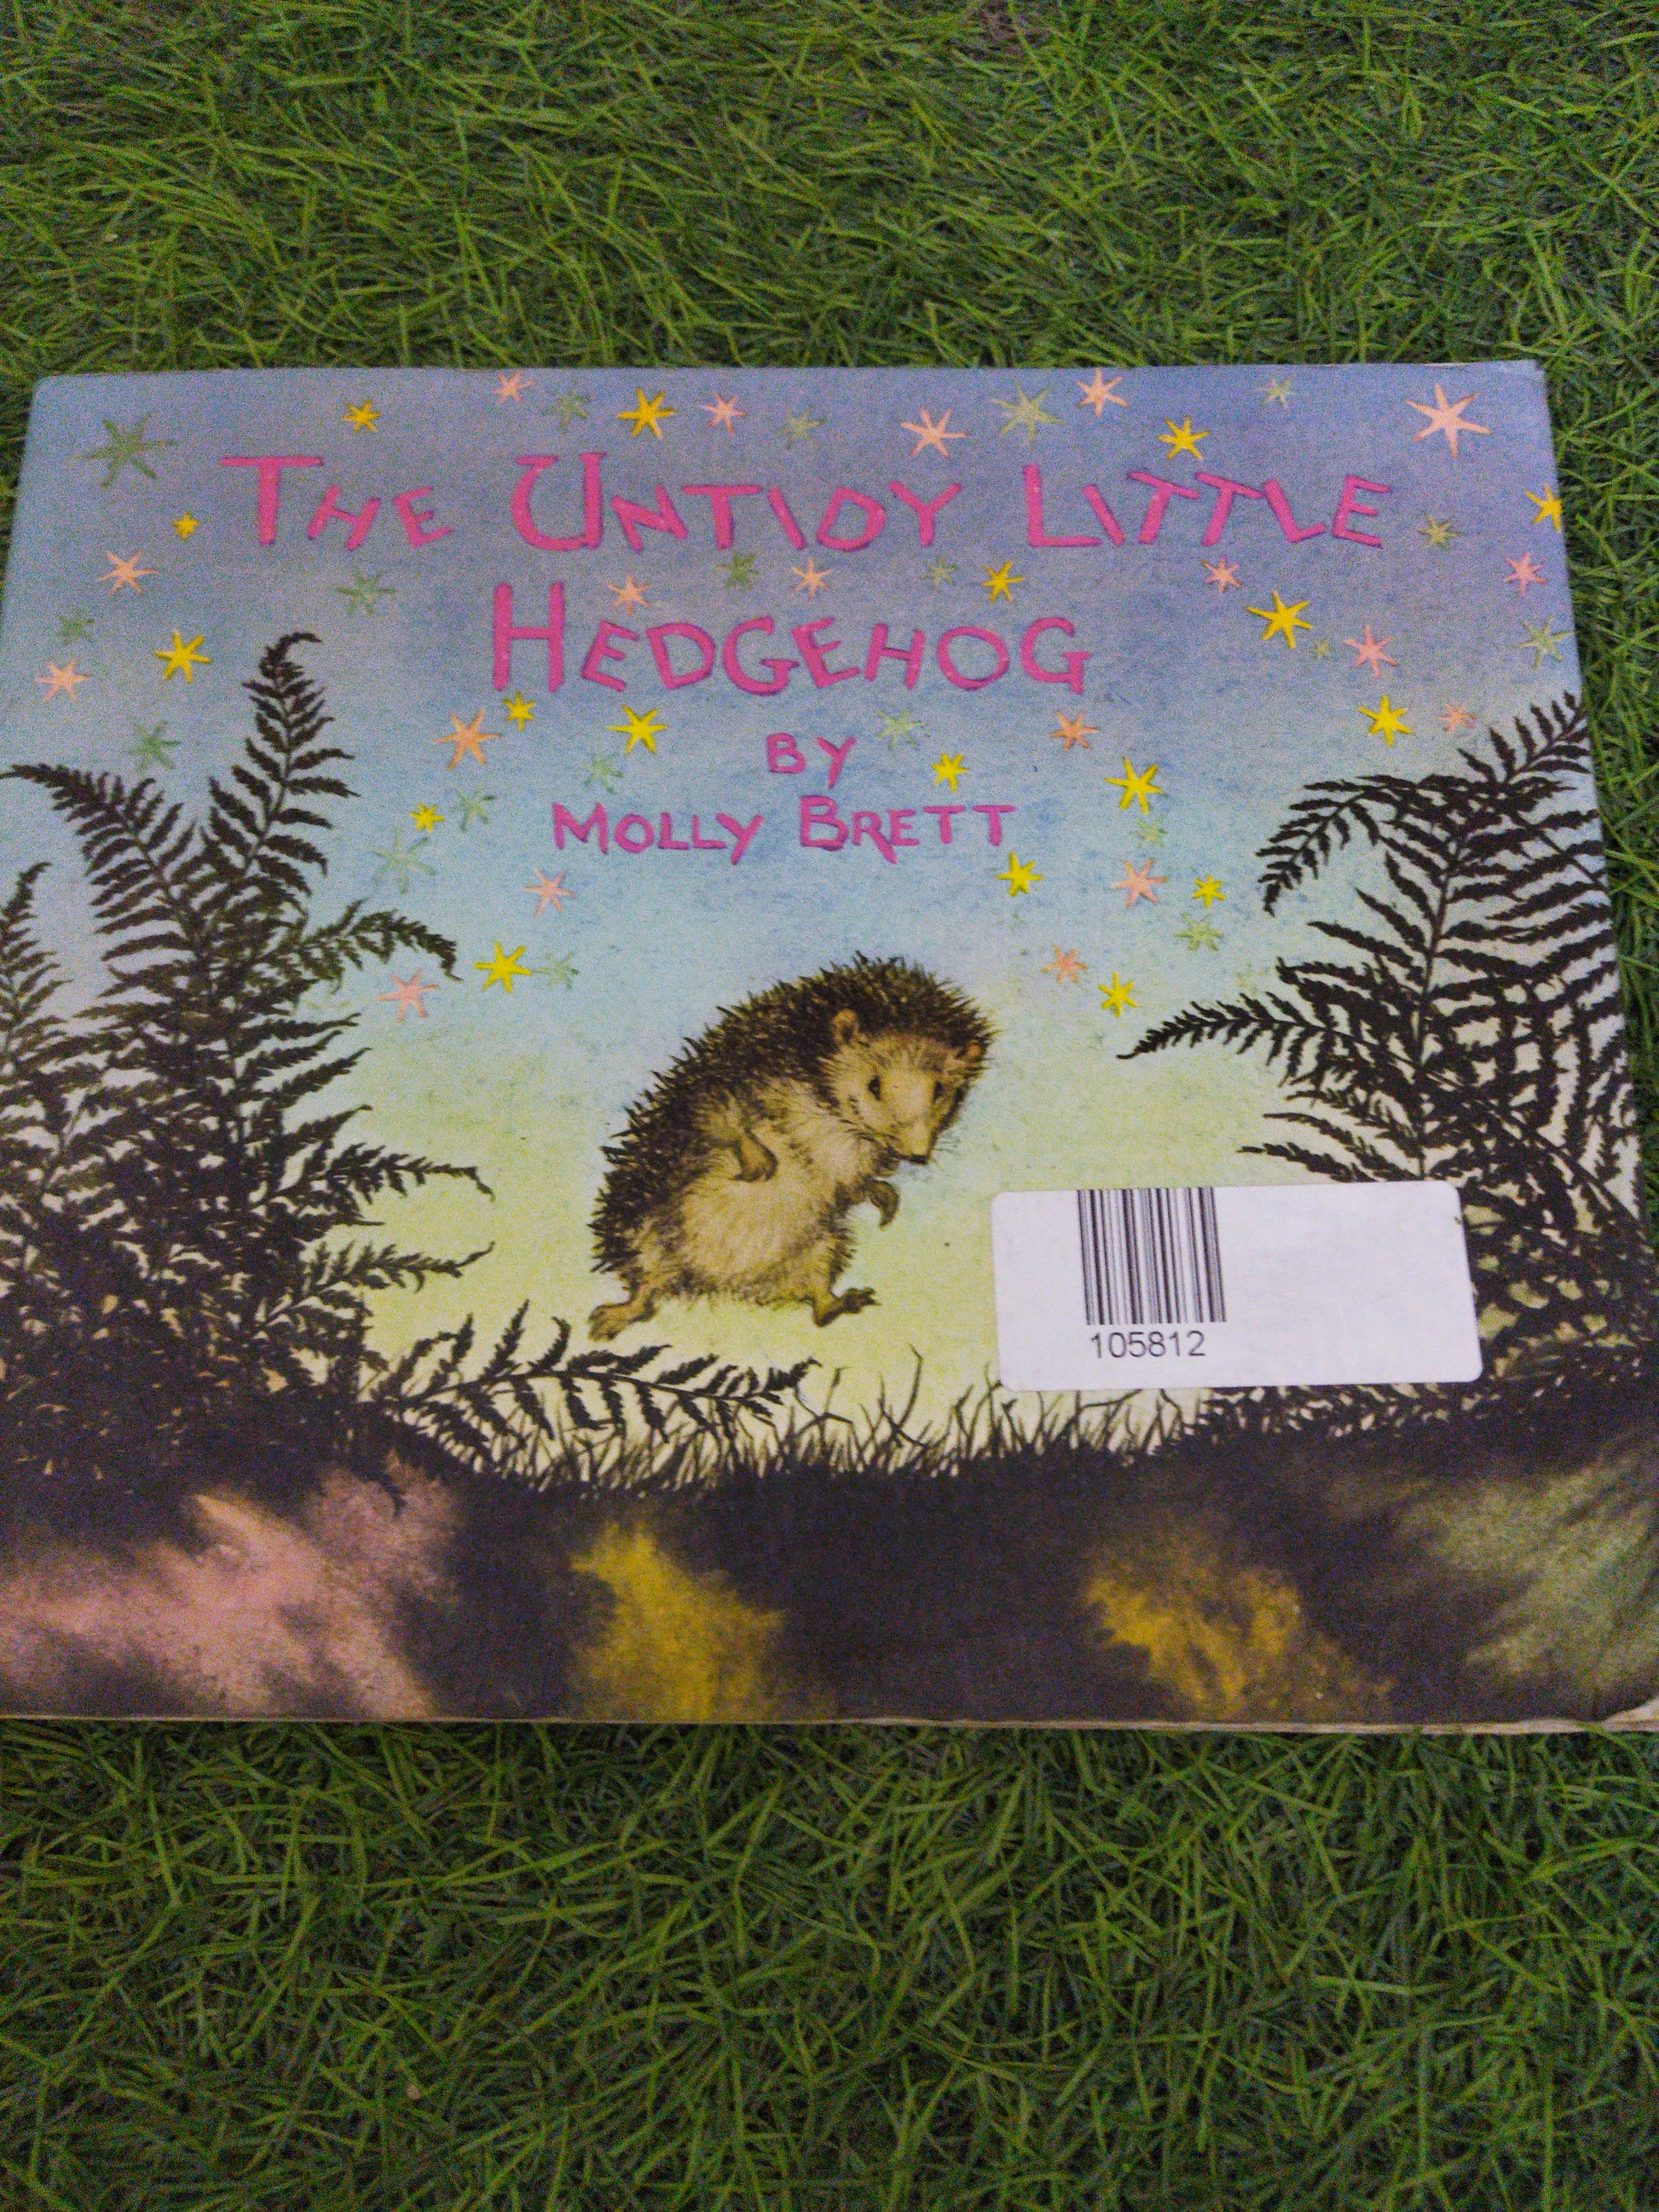 THE UNTIDY LITTLE
HEDGEHOG
BY
MOLLY BRETT
105812